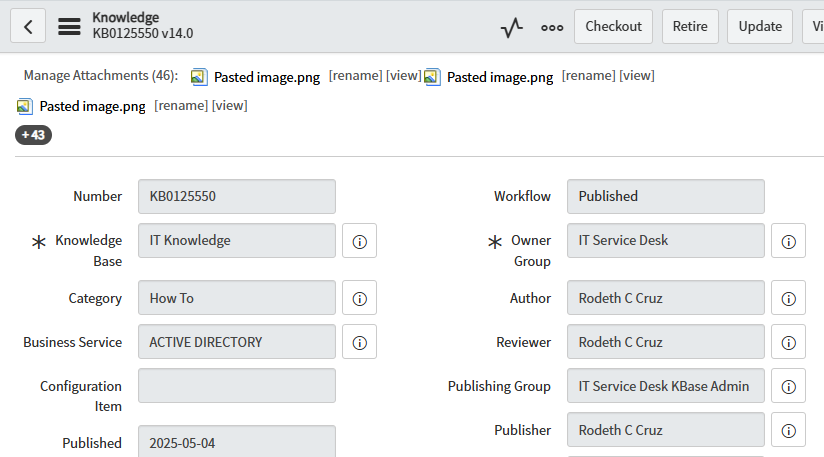 Knowledge
KB0125550 v14.0
Checkout
Retire
Update
Vi
Manage Attachments (46): Pasted image.png [rename] [view] Pasted image.png [rename] [view]
Pasted image.png [rename] [view]
+ 43
Number KB0125550
Workflow Published
Knowledge Base IT Knowledge
Owner Group IT Service Desk
Category How To
Author Rodeth C Cruz
Business Service ACTIVE DIRECTORY
Reviewer Rodeth C Cruz
Configuration Item
Publishing Group IT Service Desk KBase Admin
Published 2025-05-04
Publisher Rodeth C Cruz